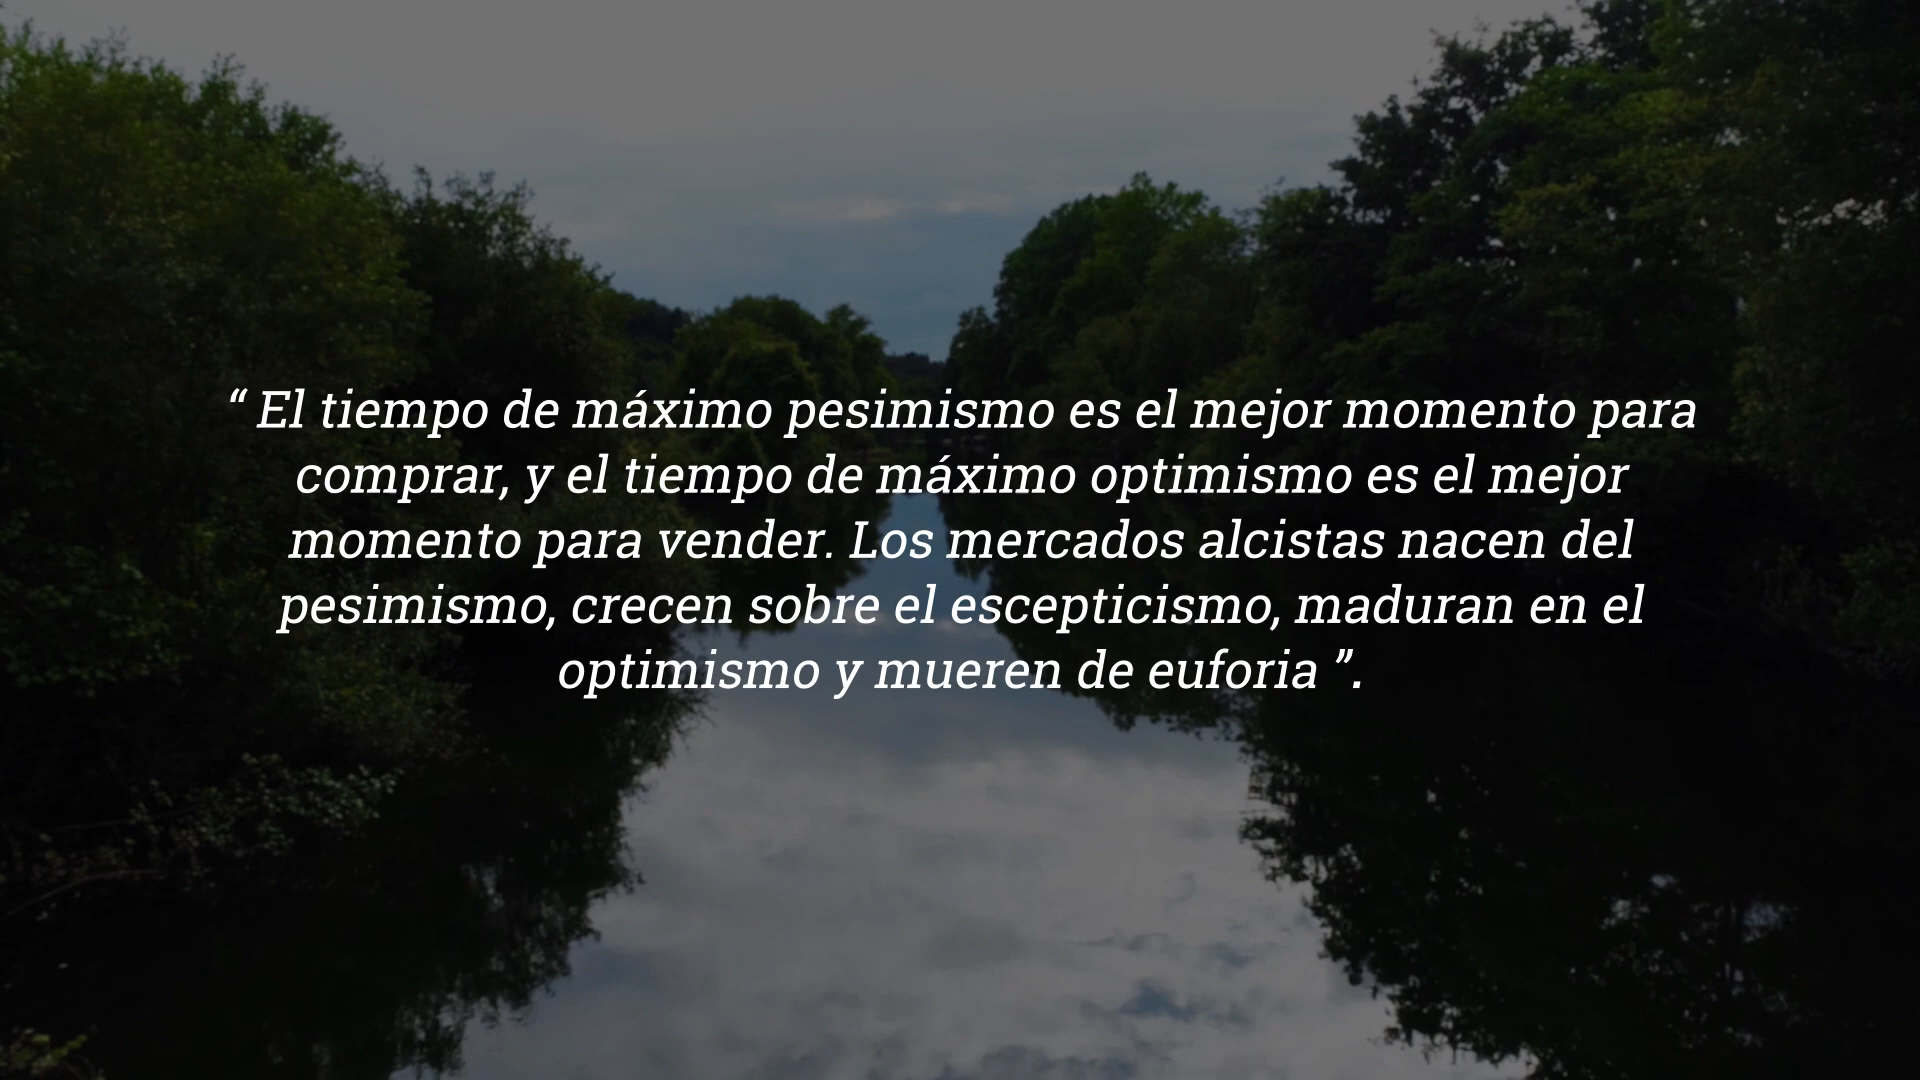 “ El tiempo de máximo pesimismo es el mejor momento para
comprar, y el tiempo de máximo optimismo es el mejor
momento para vender. Los mercados alcistas nacen del
pesimismo, crecen sobre el escepticismo, maduran en el
optimismo y mueren de euforia ”.